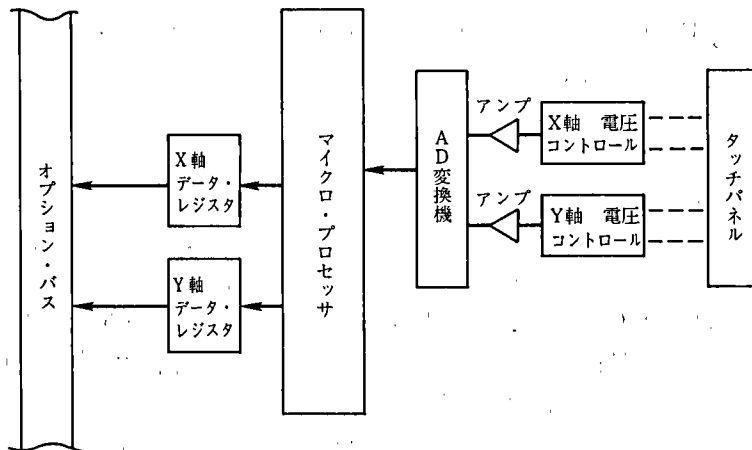 オプション・バス
X軸
データ・
レジスタ
Y軸
データ・
レジスタ
マイクロ・プロセッサ
AD変換機
アンプ
アンプ
X軸 電圧
コントロール
Y軸 電圧
コントロール
タッチパネル